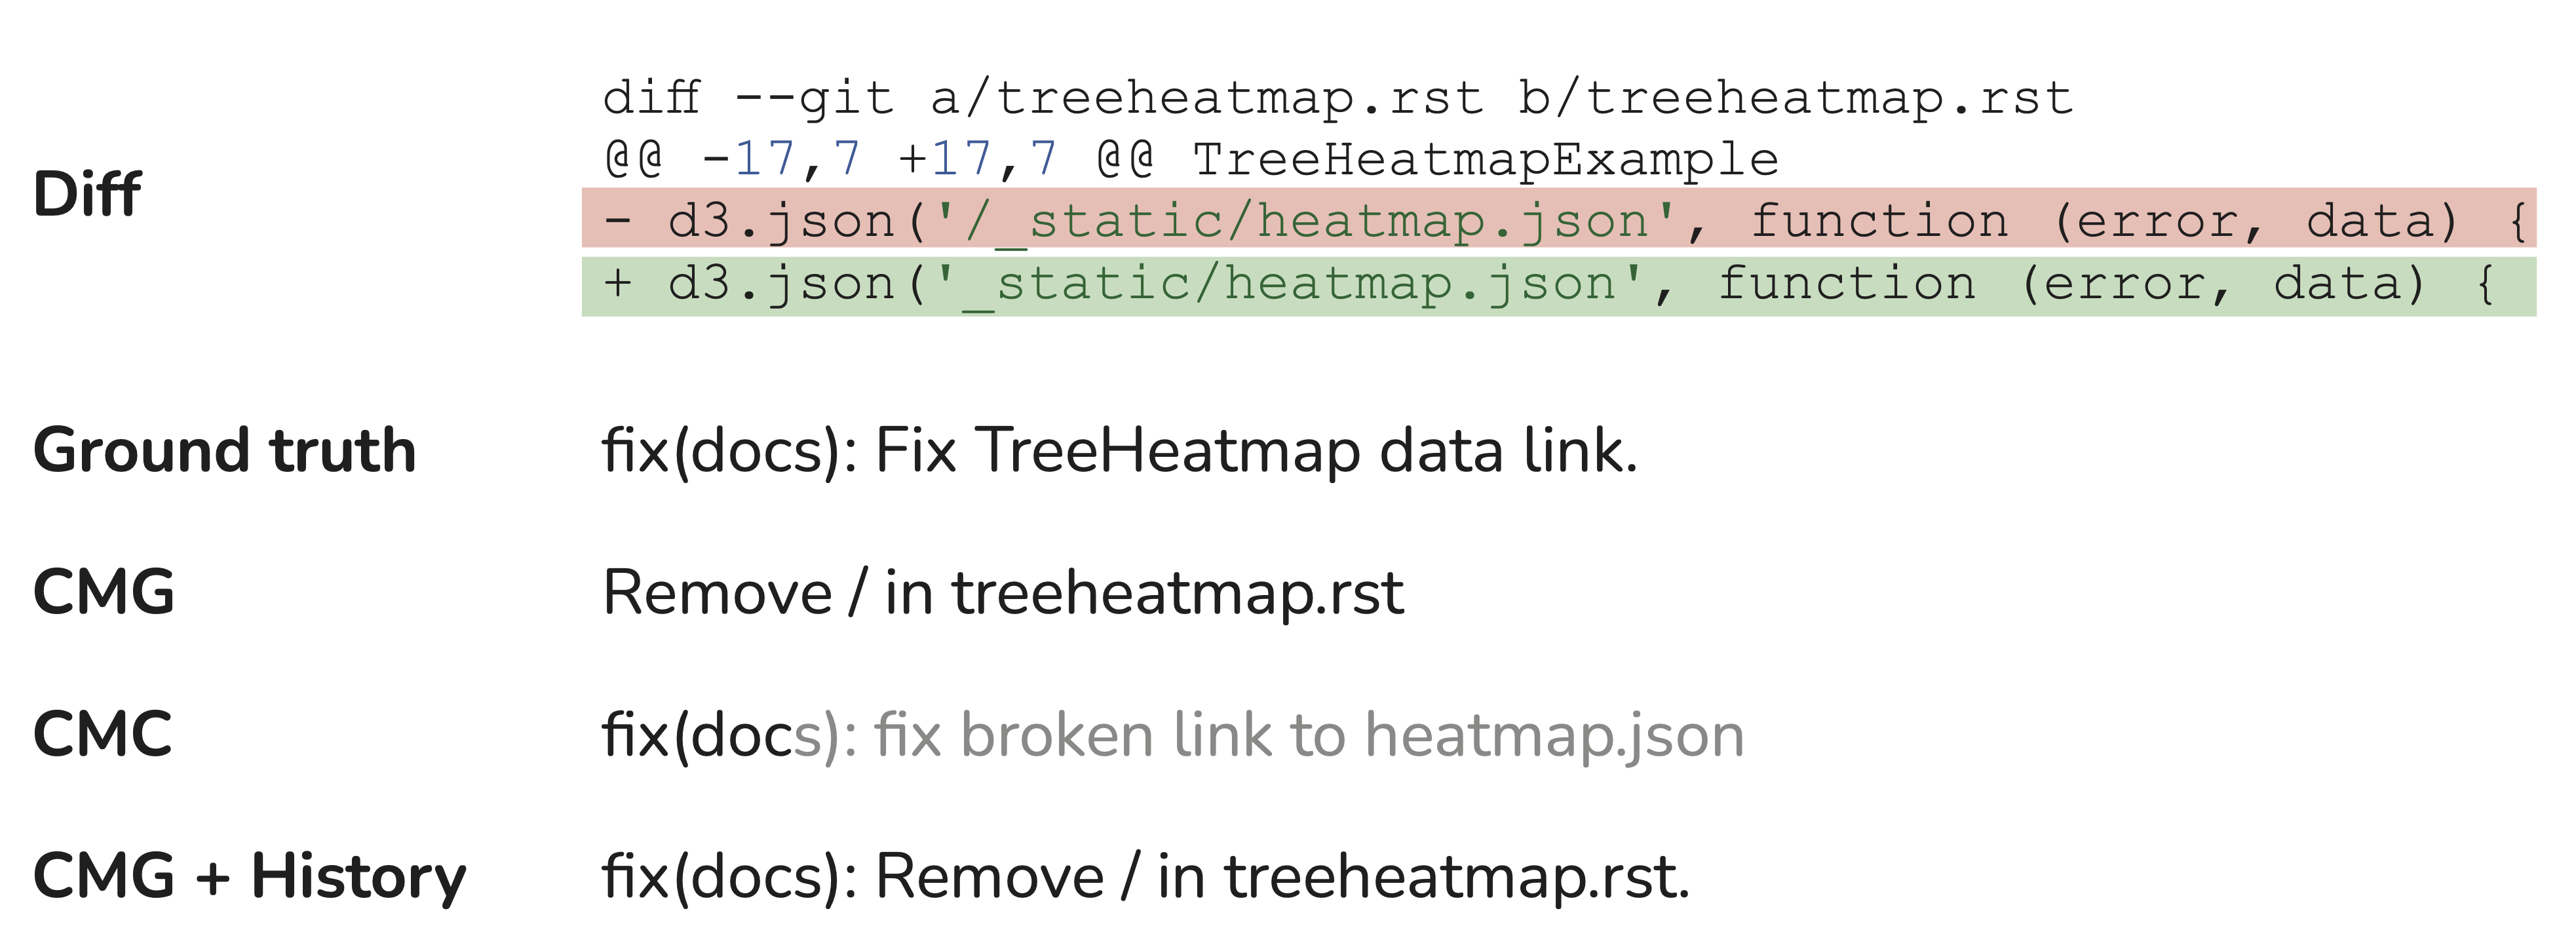 diff --git a/treeheatmap.rst b/treeheatmap.rst
@@ -17,7 +17,7 @@ TreeHeatmapExample
Diff
- d3.json('/_static/heatmap.json', function (error, data) {
+ d3.json('_static/heatmap.json', function (error, data) {
Ground truth fix(docs): Fix TreeHeatmap data link.
CMG Remove / in treeheatmap.rst
CMC fix(docs): fix broken link to heatmap.json
CMG + History fix(docs): Remove / in treeheatmap.rst.